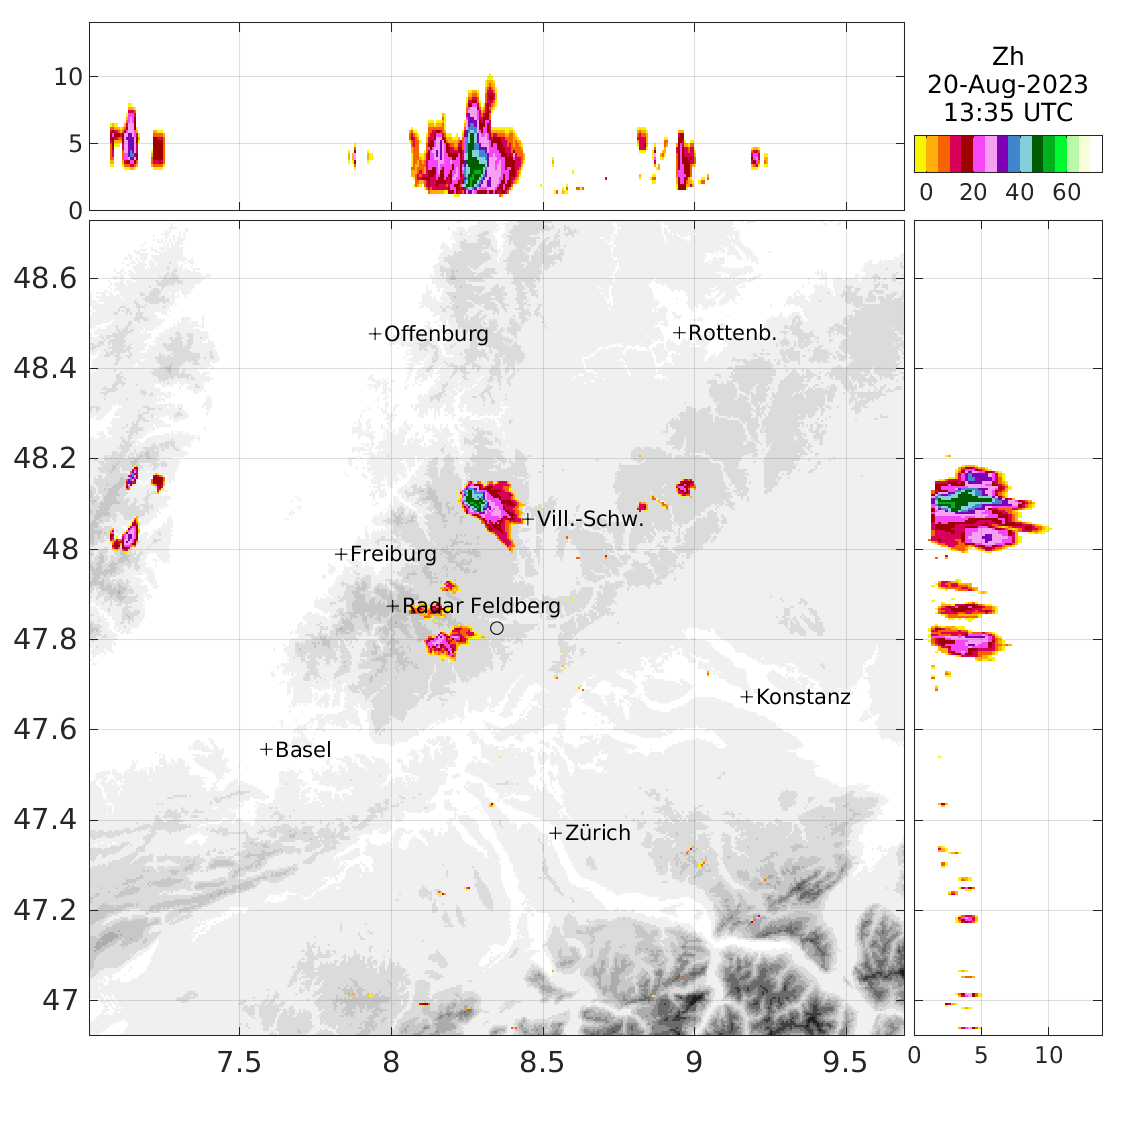 10
5
0
Zh
20-Aug-2023
13:35 UTC
0 20 40 60
48.6
48.4
48.2
48
47.8
47.6
47.4
47.2
47
+Offenburg
+Rottenb.
+Vill.-Schw.
+Freiburg
+Radar Feldberg
+Konstanz
+Basel
+Zürich
7.5 8 8.5 9 9.5
0 5 10